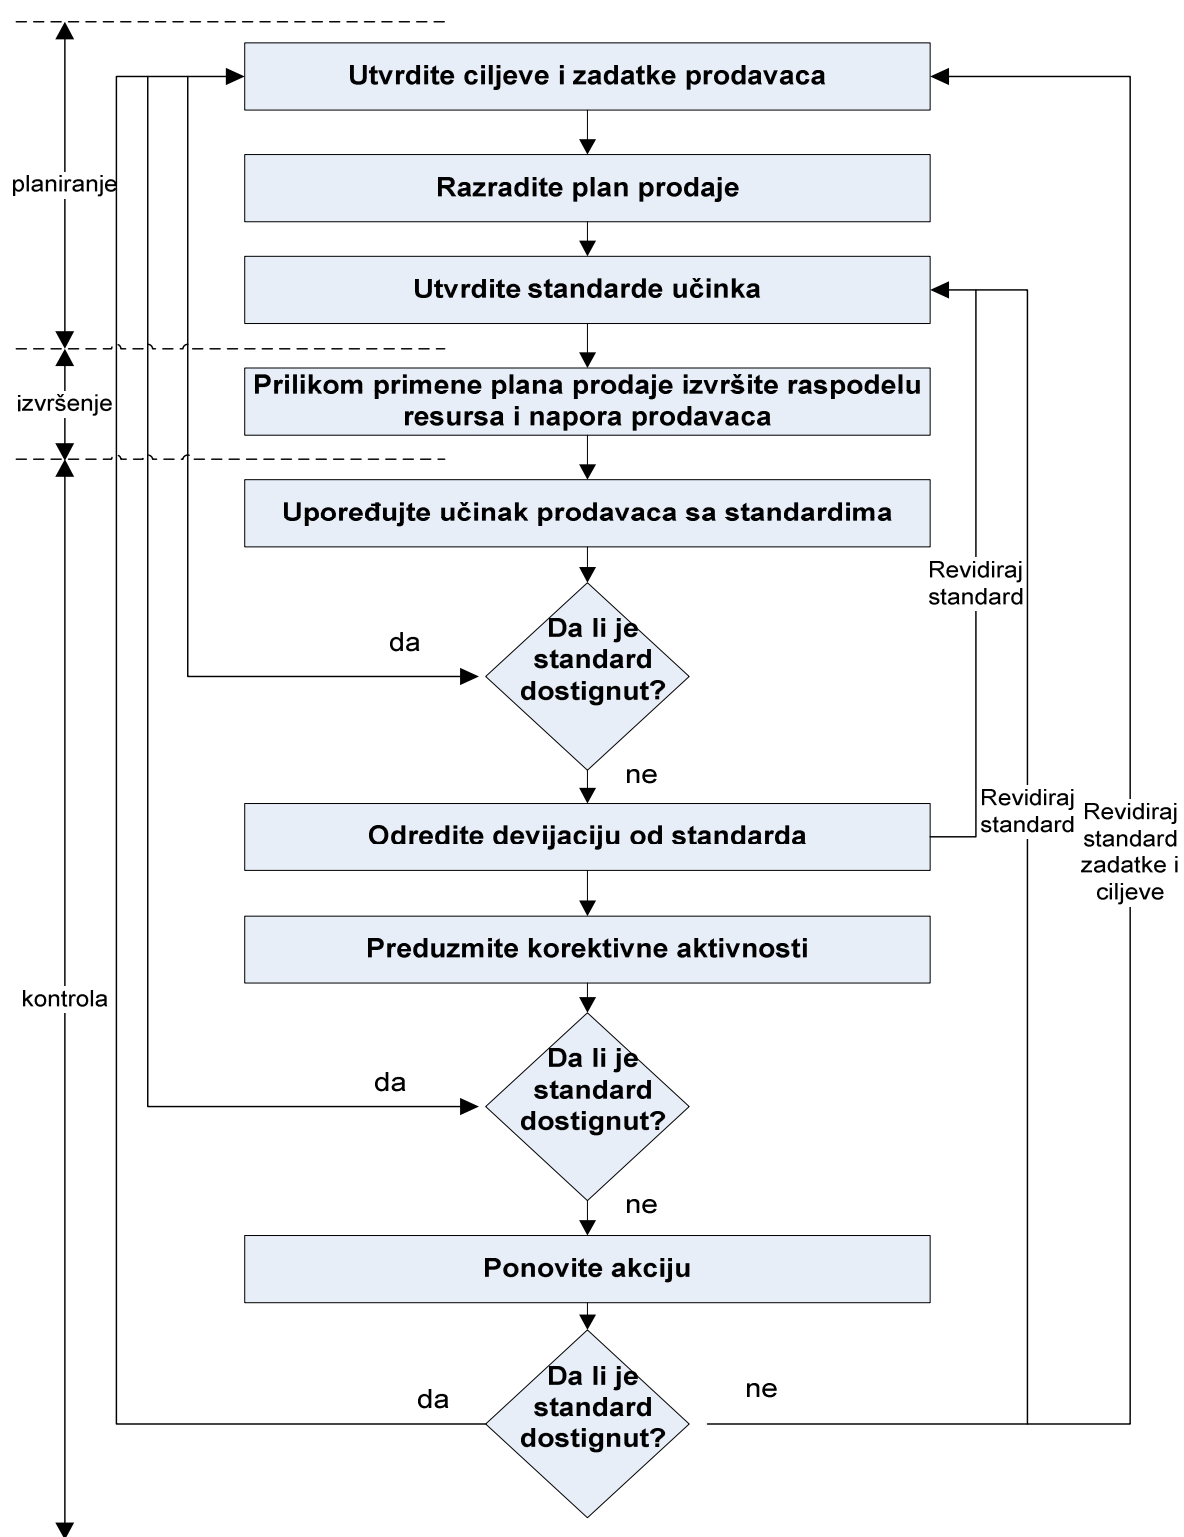 Utvrdite ciljeve i zadatke prodavaca
planiranje
Razradite plan prodaje
Utvrdite standarde učinka
izvršenje
Prilikom primene plana prodaje izvršite raspodelu
resursa i napora prodavaca
Upoređujte učinak prodavaca sa standardima
Revidiraj
standard
da
Da li je
standard
dostignut?
ne
Odredite devijaciju od standarda
Revidiraj
standard
Revidiraj
standard
zadatke i
ciljeve
Preduzmite korektivne aktivnosti
kontrola
da
Da li je
standard
dostignut?
ne
Ponovite akciju
da
Da li je
standard
dostignut?
ne